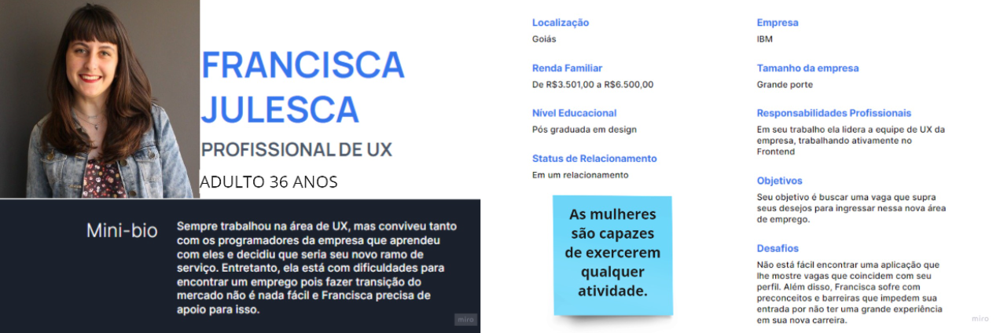 FRANCISCA
JULESCA
PROFISSIONAL DE UX
ADULTO 36 ANOS
Mini-bio
Sempre trabalhou na área de UX, mas conviveu tanto
com os programadores da empresa que aprendeu
com eles e decidiu que seria seu novo ramo de
serviço. Entretanto, ela está com dificuldades para
encontrar um emprego pois fazer transição do
mercado não é nada fácil e Francisca precisa de
apoio para isso.
miro
Localização
Goiás
Renda Familiar
De R$3.501,00 a R$6.500,00
Nível Educacional
Pós graduada em design
Status de Relacionamento
Em um relacionamento
As mulheres
são capazes
de exercerem
qualquer
atividade.
Empresa
IBM
Tamanho da empresa
Grande porte
Responsabilidades Profissionais
Em seu trabalho ela lidera a equipe de UX da
empresa, trabalhando ativamente no
Frontend
Objetivos
Seu objetivo é buscar uma vaga que supra
seus desejos para ingressar nessa nova área
de emprego.
Desafios
Não está fácil encontrar uma aplicação que
lhe mostre vagas que coincidem com seu
perfil. Além disso, Francisca sofre com
preconceitos e barreiras que impedem sua
entrada por não ter uma grande experiência
em sua nova carreira.
miro